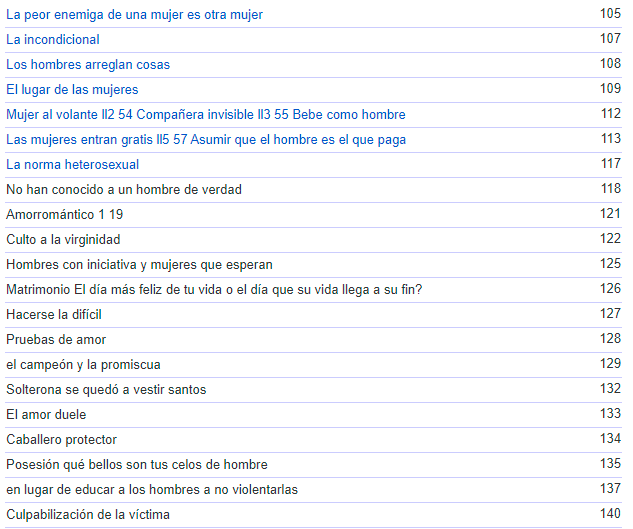 La peor enemiga de una mujer es otra mujer 105
La incondicional 107
Los hombres arreglan cosas 108
El lugar de las mujeres 109
Mujer al volante ll2 54 Compañera invisible ll3 55 Bebe como hombre 112
Las mujeres entran gratis ll5 57 Asumir que el hombre es el que paga 113
La norma heterosexual 117
No han conocido a un hombre de verdad 118
Amorromántico 1 19 121
Culto a la virginidad 122
Hombres con iniciativa y mujeres que esperan 125
Matrimonio El día más feliz de tu vida o el día que su vida llega a su fin? 126
Hacerse la difícil 127
Pruebas de amor 128
el campeón y la promiscua 129
Solterona se quedó a vestir santos 132
El amor duele 133
Caballero protector 134
Posesión qué bellos son tus celos de hombre 135
en lugar de educar a los hombres a no violentarlas 137
Culpabilización de la víctima 140